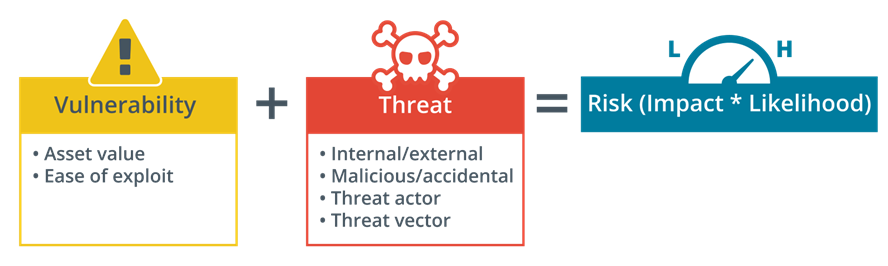 !
Vulnerability
• Asset value
• Ease of exploit
+
Threat
• Internal/external
• Malicious/accidental
• Threat actor
• Threat vector
=
L H
Risk (Impact * Likelihood)